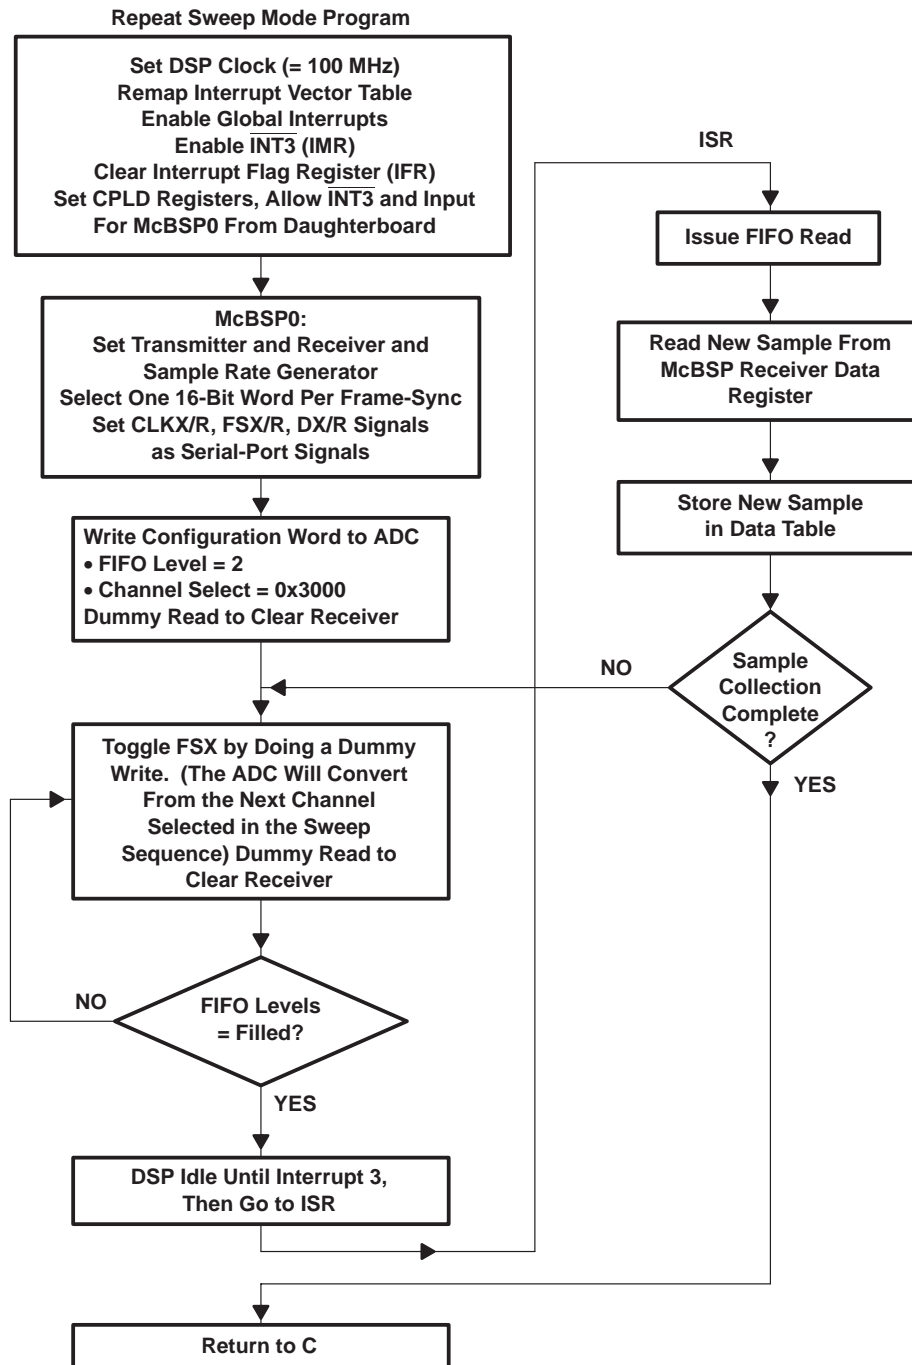 Repeat Sweep Mode Program
Set DSP Clock (= 100 MHz)
Remap Interrupt Vector Table
Enable Global Interrupts
Enable INT3 (IMR)
Clear Interrupt Flag Register (IFR)
Set CPLD Registers, Allow INT3 and Input
For McBSP0 From Daughterboard
McBSP0:
Set Transmitter and Receiver and
Sample Rate Generator
Select One 16-Bit Word Per Frame-Sync
Set CLKX/R, FSX/R, DX/R Signals
as Serial-Port Signals
Write Configuration Word to ADC
• FIFO Level = 2
• Channel Select = 0x3000
Dummy Read to Clear Receiver
Toggle FSX by Doing a Dummy
Write. (The ADC Will Convert
From the Next Channel
Selected in the Sweep
Sequence) Dummy Read to
Clear Receiver
NO
FIFO Levels
= Filled?
YES
DSP Idle Until Interrupt 3,
Then Go to ISR
ISR
Issue FIFO Read
Read New Sample From
McBSP Receiver Data
Register
Store New Sample
in Data Table
NO
Sample
Collection
Complete
?
YES
Return to C